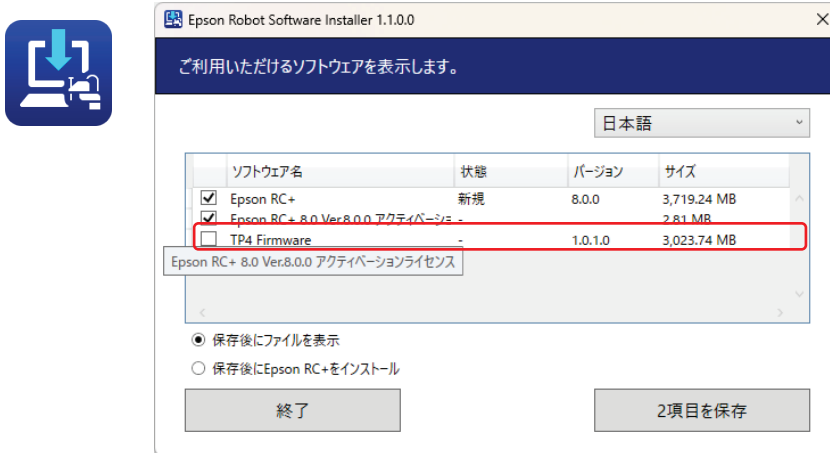 Epson Robot Software Installer 1.1.0.0
ご利用いただけるソフトウェアを表示します。
日本語
ソフトウェア名 状態 バージョン サイズ
Epson RC+ 新規 8.0.0 3,719.24 MB
Epson RC+ 8.0 Ver.8.0.0 アクティベーショ - 2.81 MB
TP4 Firmware - 1.0.1.0 3,023.74 MB
Epson RC+ 8.0 Ver.8.0.0 アクティベーションライセンス
保存後にファイルを表示
保存後にEpson RC+をインストール
終了 2項目を保存